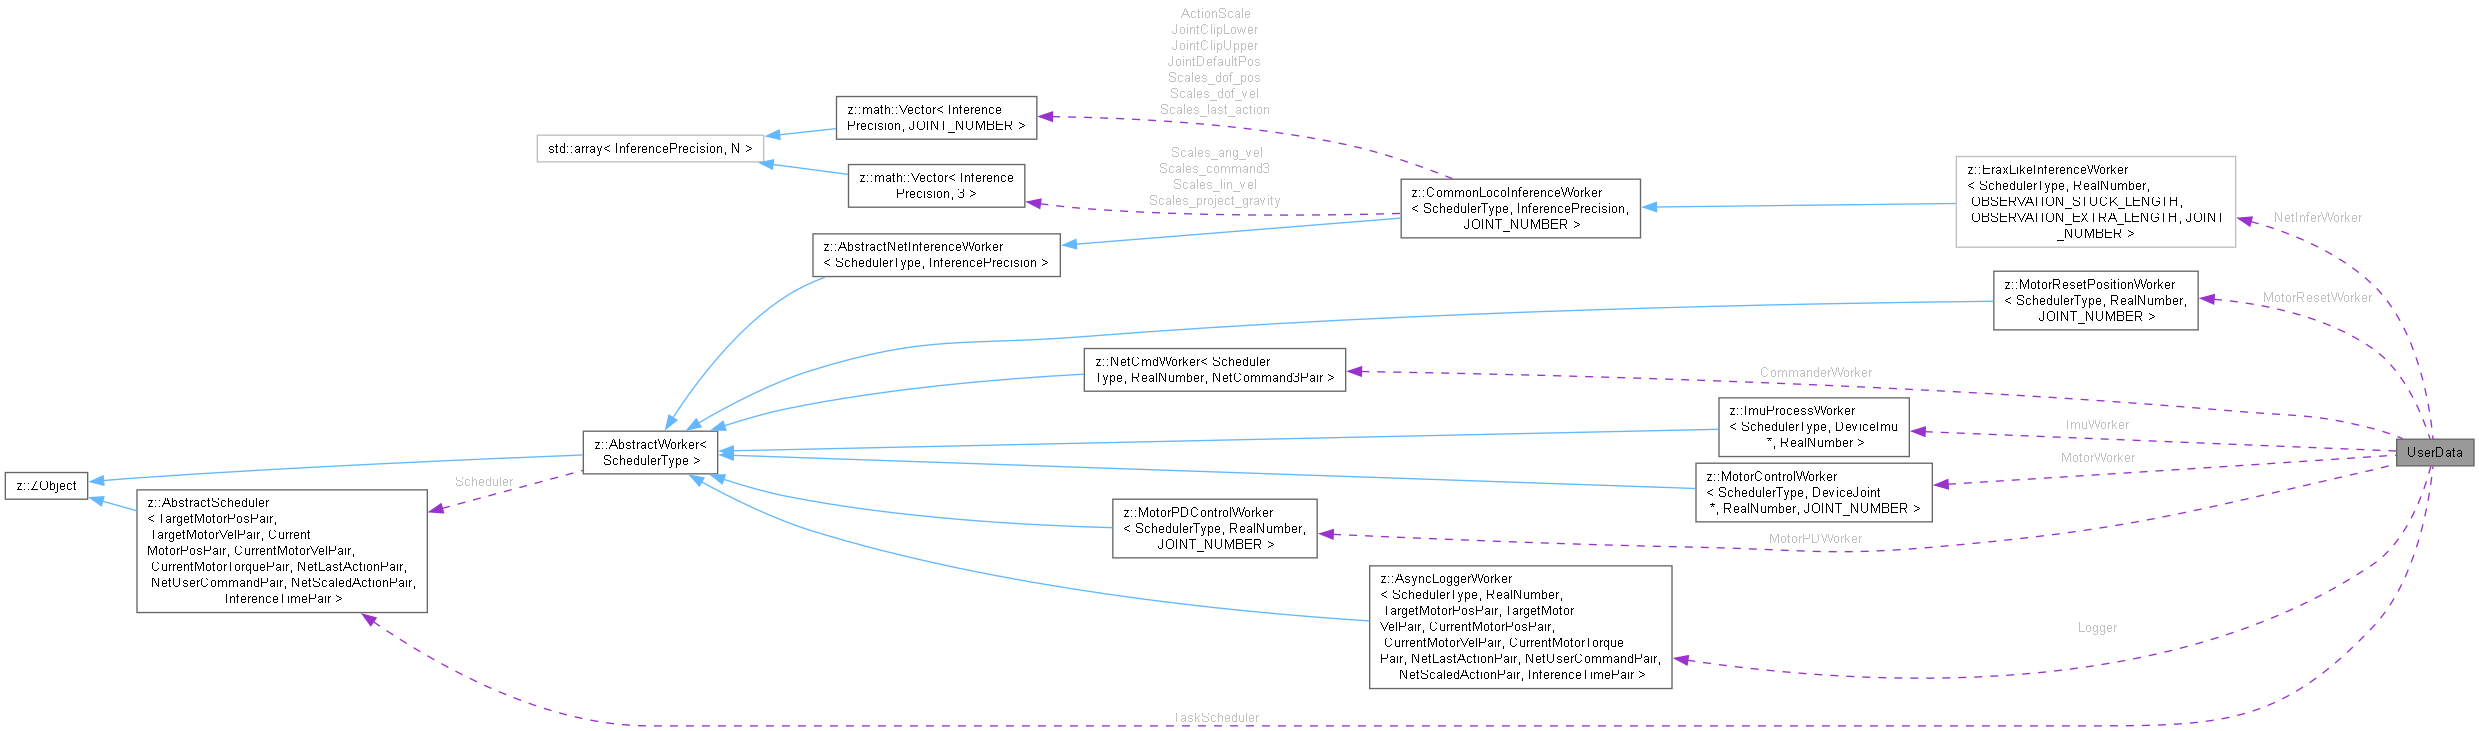 ActionScale
JointClipLower
JointClipUpper
JointDefaultPos
Scales_dof_pos
Scales_dof_vel
Scales_last_action
z::math::Vector< Inference
Precision, JOINT_NUMBER >
std::array< InferencePrecision, N >
z::math::Vector< Inference
Precision, 3 >
Scales_ang_vel
Scales_command3
Scales_lin_vel
Scales_project_gravity
z::CommonLocoInferenceWorker
< SchedulerType, InferencePrecision,
JOINT_NUMBER >
z::EraxLikeInferenceWorker
< SchedulerType, RealNumber,
OBSERVATION_STUCK_LENGTH,
OBSERVATION_EXTRA_LENGTH, JOINT
_NUMBER >
NetInferWorker
z::AbstractNetInferenceWorker
< SchedulerType, InferencePrecision >
z::MotorResetPositionWorker
< SchedulerType, RealNumber,
JOINT_NUMBER >
MotorResetWorker
z::NetCmdWorker< Scheduler
Type, RealNumber, NetCommand3Pair >
CommanderWorker
z::ImuProcessWorker
< SchedulerType, DeviceImu
*, RealNumber >
ImuWorker
z::AbstractWorker<
SchedulerType >
UserData
z::ZObject
Scheduler
z::MotorControlWorker
< SchedulerType, DeviceJoint
*, RealNumber, JOINT_NUMBER >
MotorWorker
z::AbstractScheduler
< TargetMotorPosPair,
TargetMotorVelPair, Current
MotorPosPair, CurrentMotorVelPair,
CurrentMotorTorquePair, NetLastActionPair,
NetUserCommandPair, NetScaledActionPair,
InferenceTimePair >
z::MotorPDControlWorker
< SchedulerType, RealNumber,
JOINT_NUMBER >
MotorPDWorker
z::AsyncLoggerWorker
< SchedulerType, RealNumber,
TargetMotorPosPair, TargetMotor
VelPair, CurrentMotorPosPair,
CurrentMotorVelPair, CurrentMotorTorque
Pair, NetLastActionPair, NetUserCommandPair,
NetScaledActionPair, InferenceTimePair >
Logger
TaskScheduler